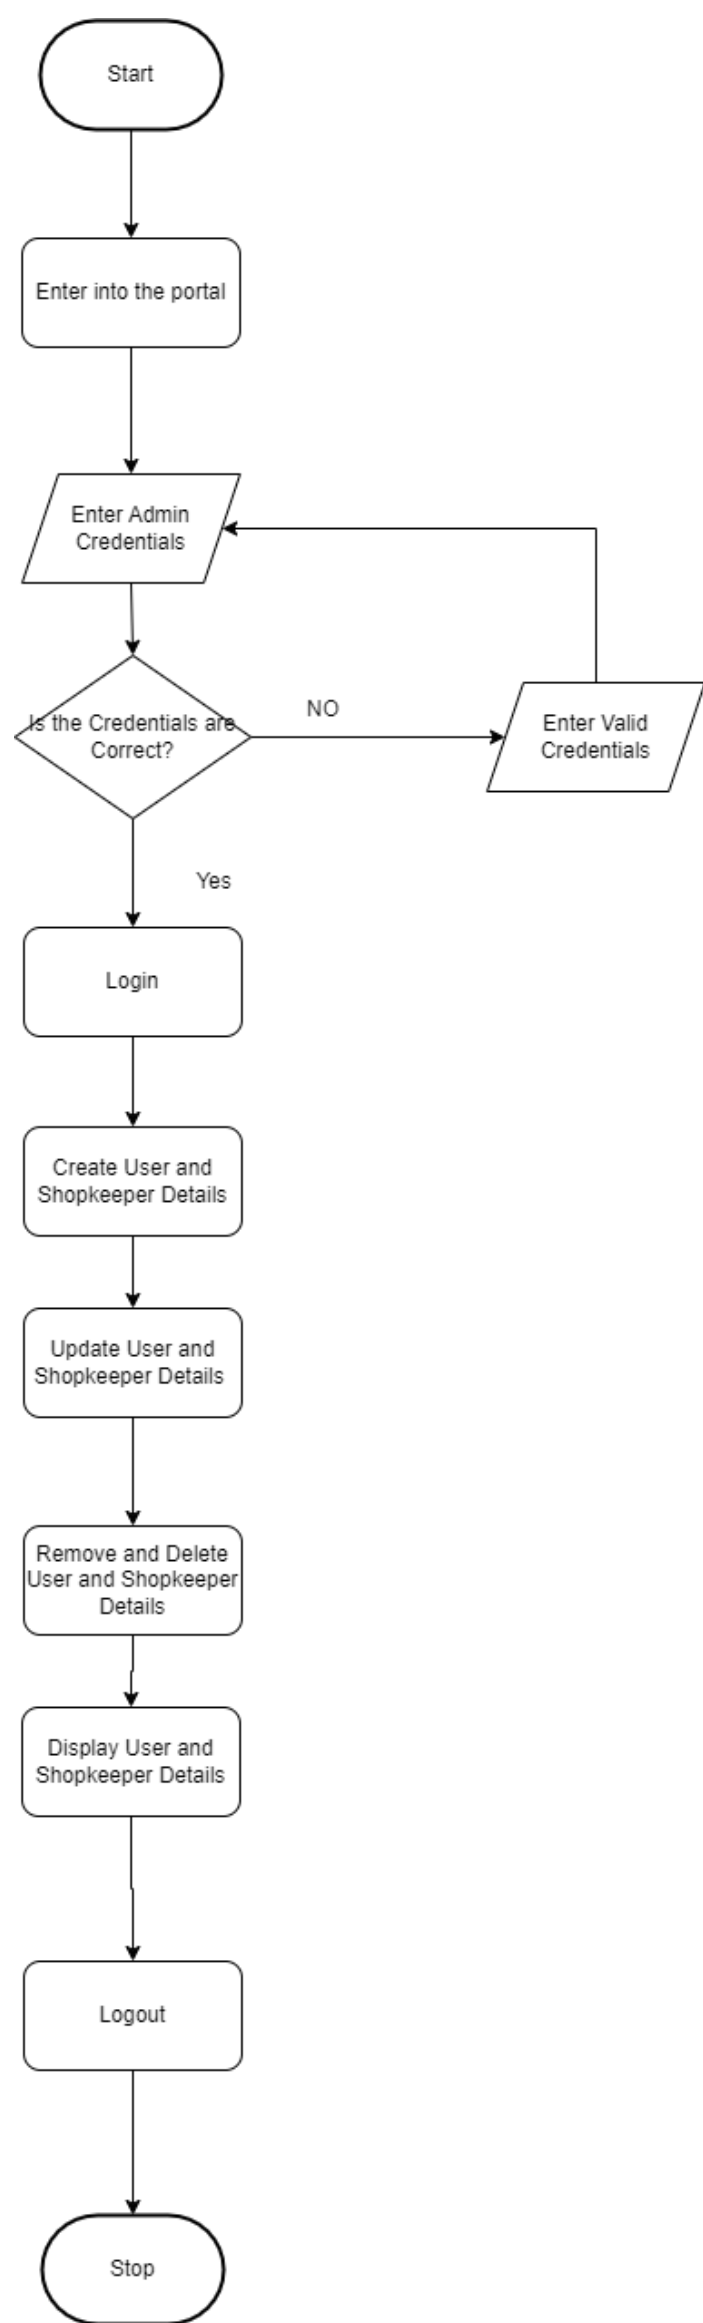 Start
Enter into the portal
Enter Admin
Credentials
Is the Credentials are
Correct?
NO
Enter Valid
Credentials
Yes
Login
Create User and
Shopkeeper Details
Update User and
Shopkeeper Details
Remove and Delete
User and Shopkeeper
Details
Display User and
Shopkeeper Details
Logout
Stop